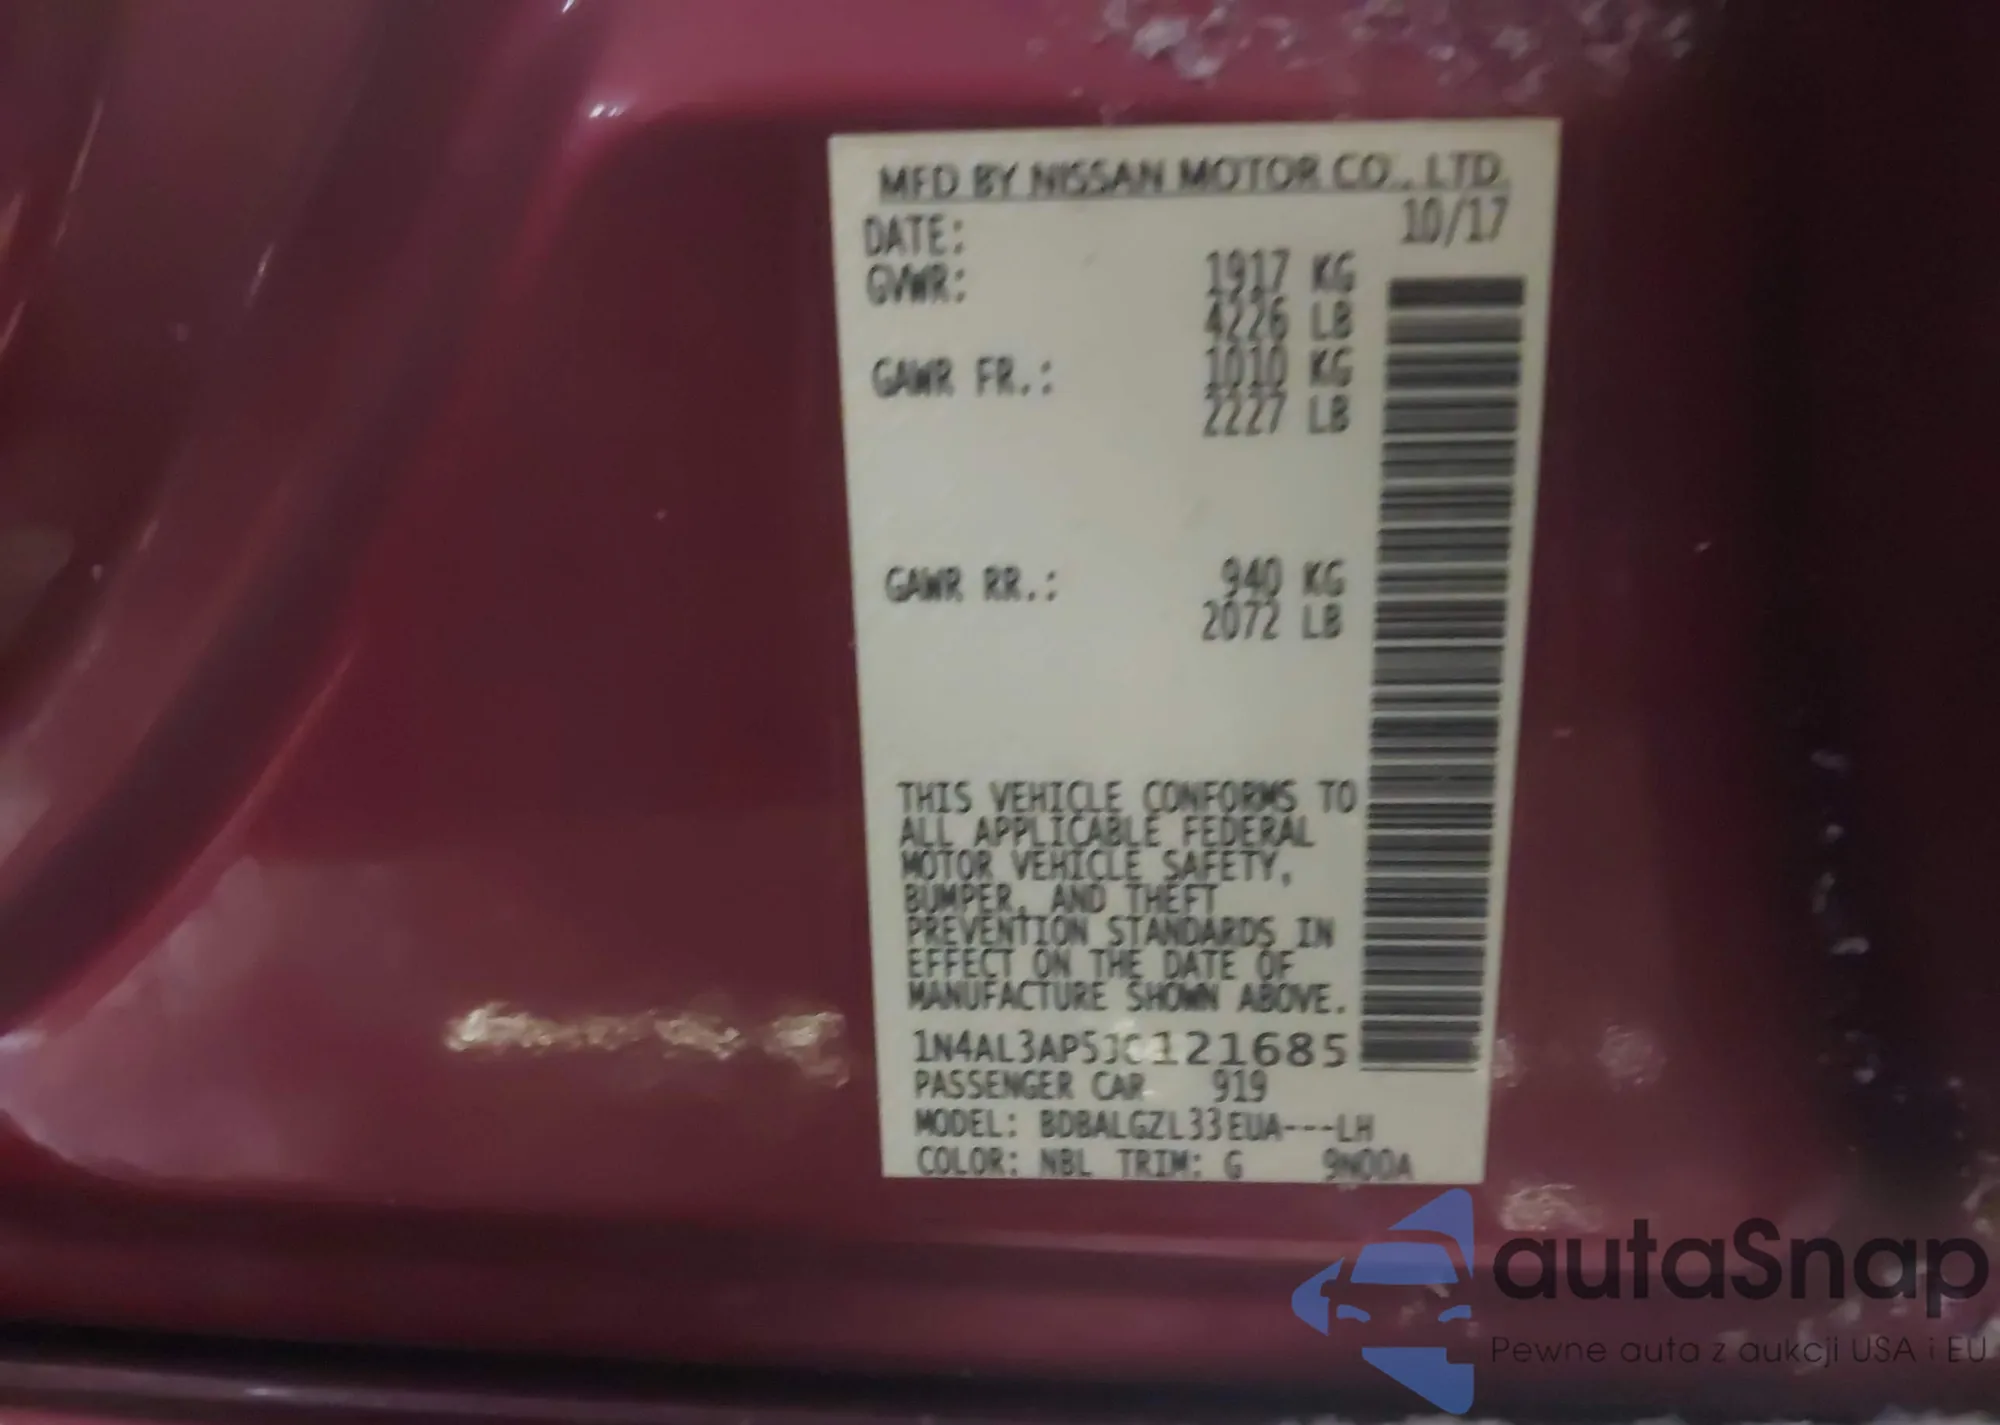 MFD BY NISSAN MOTOR CO., LTD.
DATE: 10/17
GVWR: 1917 KG
4226 LB
GAWR FR.: 1010 KG
2227 LB
GAWR RR.: 940 KG
2072 LB
THIS VEHICLE CONFORMS TO
ALL APPLICABLE FEDERAL
MOTOR VEHICLE SAFETY,
BUMPER, AND THEFT
PREVENTION STANDARDS IN
EFFECT ON THE DATE OF
MANUFACTURE SHOWN ABOVE.
1N4AL3AP5JC121685
PASSENGER CAR 919
MODEL: BDBALGZL33EUA---LH
COLOR: NBL TRIM: G 9N00A
autaSnap
Pewne auta z aukcji USA i EU